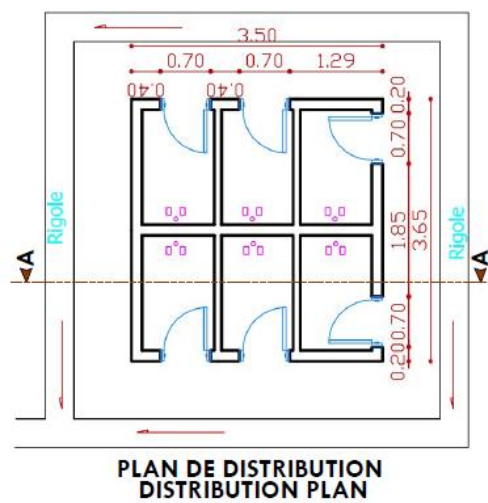 3.50
0.70 0.70 1.29
0.40 0.40
0.20
0.70
1.85
3.65
0.70
0.20
Rigole
Rigole
A
A
PLAN DE DISTRIBUTION
DISTRIBUTION PLAN